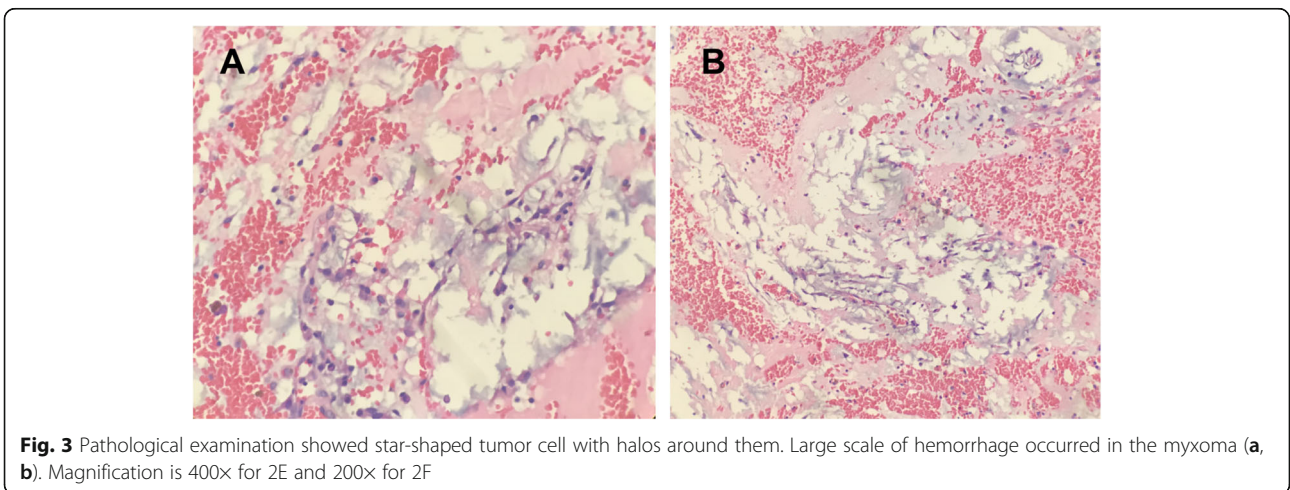 A
B
Fig. 3 Pathological examination showed star-shaped tumor cell with halos around them. Large scale of hemorrhage occurred in the myxoma (a,
b). Magnification is 400× for 2E and 200× for 2F